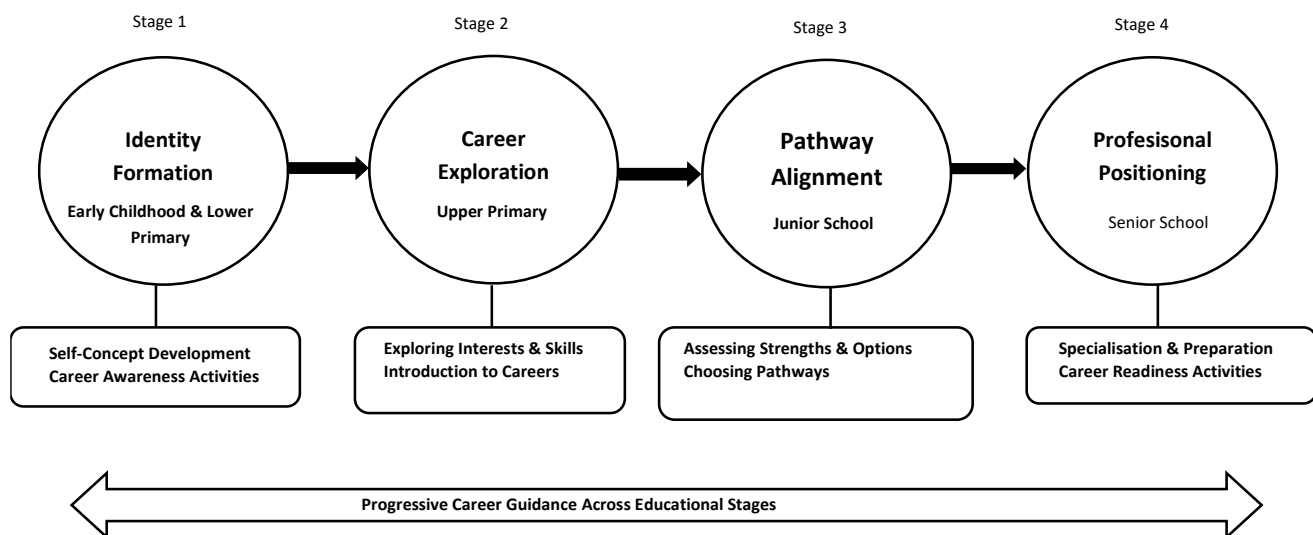 Stage 1
Stage 2
Stage 3
Stage 4
Identity
Formation
Early Childhood & Lower
Primary
Career
Exploration
Upper Primary
Pathway
Alignment
Junior School
Profesisonal
Positioning
Senior School
Self-Concept Development
Career Awareness Activities
Exploring Interests & Skills
Introduction to Careers
Assessing Strengths & Options
Choosing Pathways
Specialisation & Preparation
Career Readiness Activities
Progressive Career Guidance Across Educational Stages